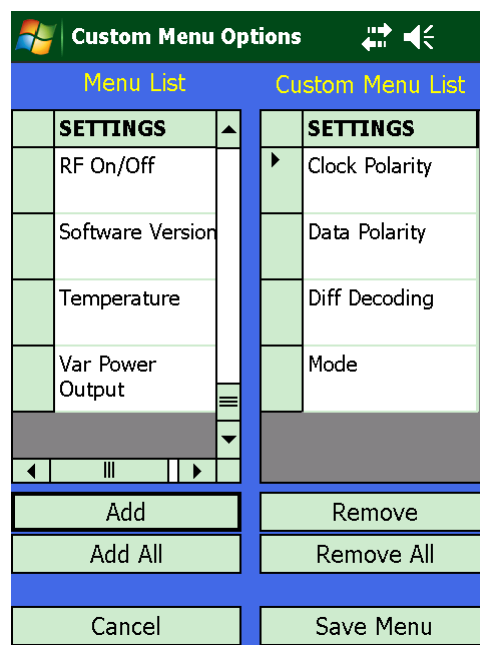 Custom Menu Options
Menu List
Custom Menu List
SETTINGS
RF On/Off
Software Version
Temperature
Var Power
Output
SETTINGS
Clock Polarity
Data Polarity
Diff Decoding
Mode
Add
Remove
Add All
Remove All
Cancel
Save Menu